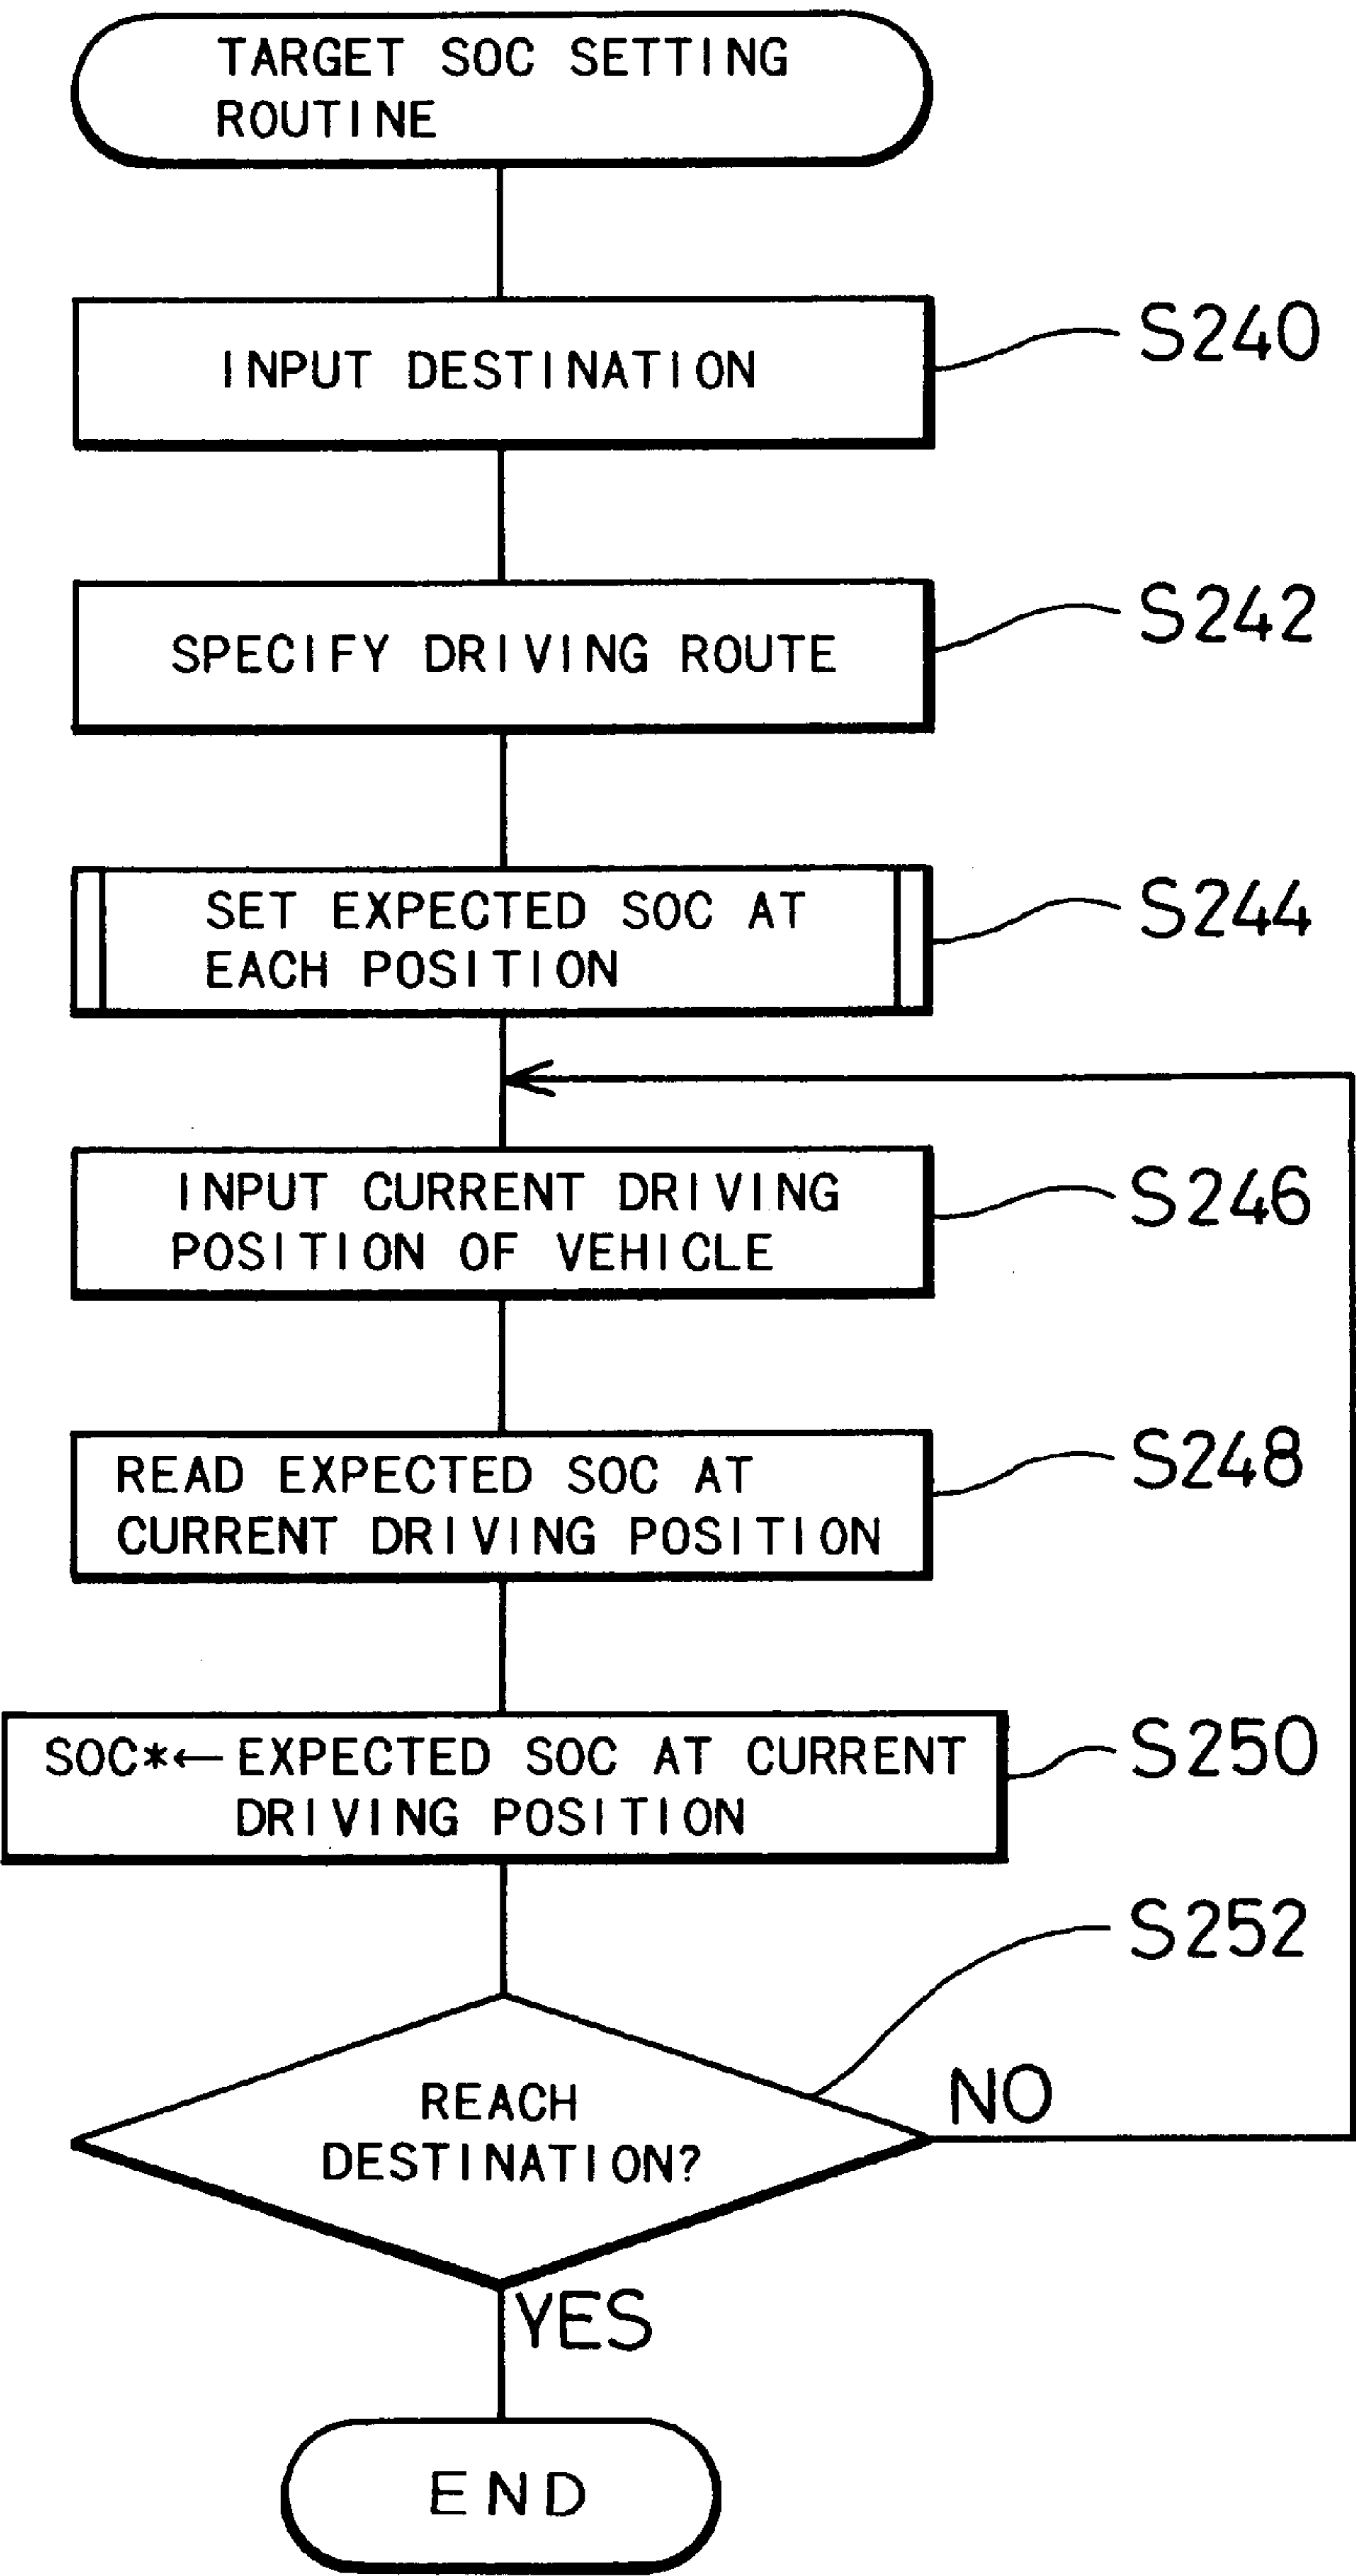 TARGET SOC SETTING
ROUTINE
INPUT DESTINATION
S240
SPECIFY DRIVING ROUTE
S242
SET EXPECTED SOC AT
EACH POSITION
S244
INPUT CURRENT DRIVING
POSITION OF VEHICLE
S246
READ EXPECTED SOC AT
CURRENT DRIVING POSITION
S248
SOC*← EXPECTED SOC AT CURRENT
DRIVING POSITION
S250
S252
REACH
DESTINATION?
NO
YES
END